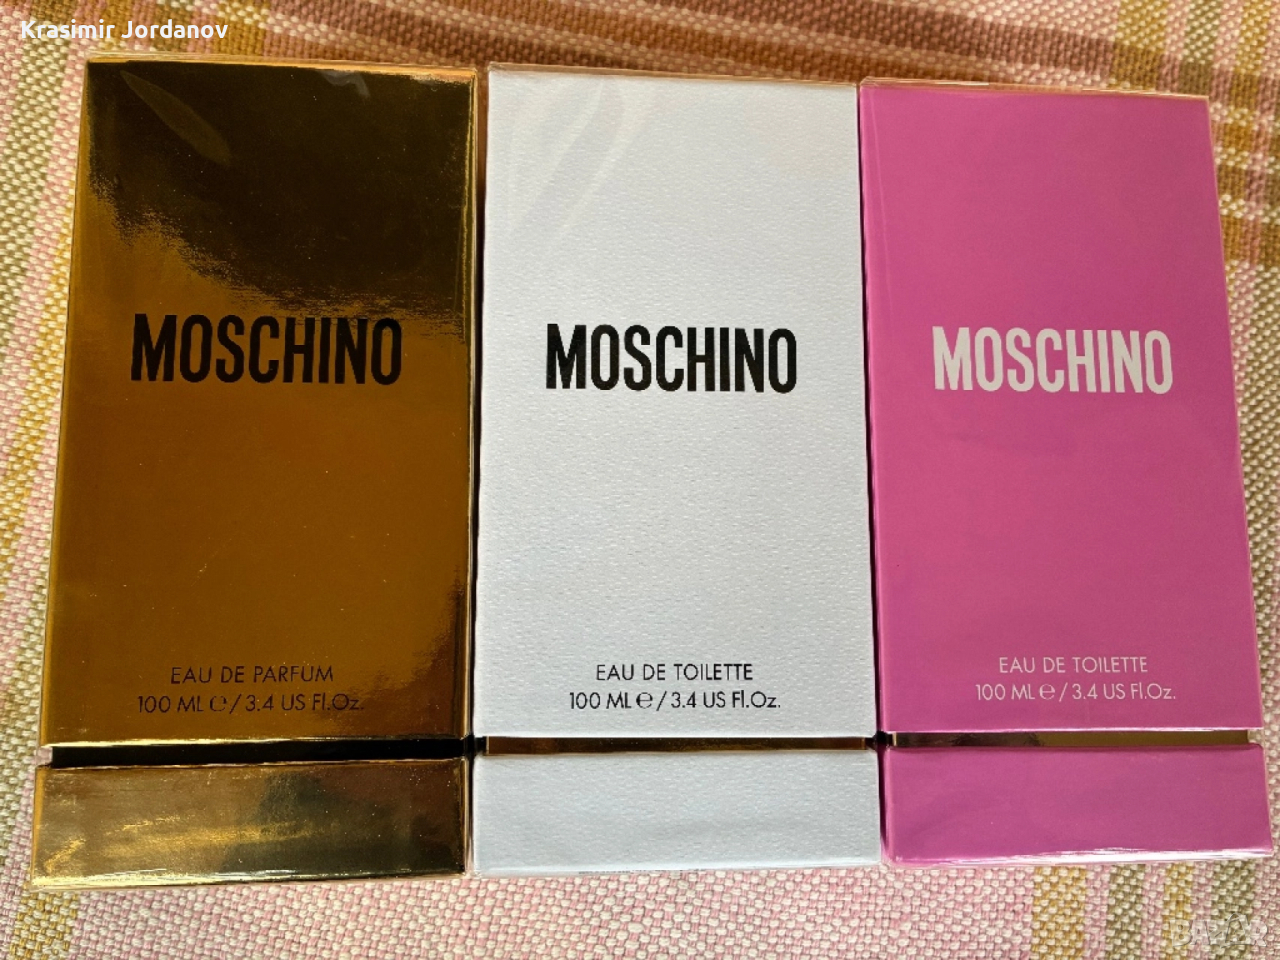 Krasimir Jordanov
MOSCHINO
EAU DE PARFUM
100 ML e / 3.4 US Fl.Oz.
MOSCHINO
EAU DE TOILETTE
100 ML e / 3.4 US Fl.Oz.
MOSCHINO
EAU DE TOILETTE
100 ML e / 3.4 US Fl.Oz.
BAZAR